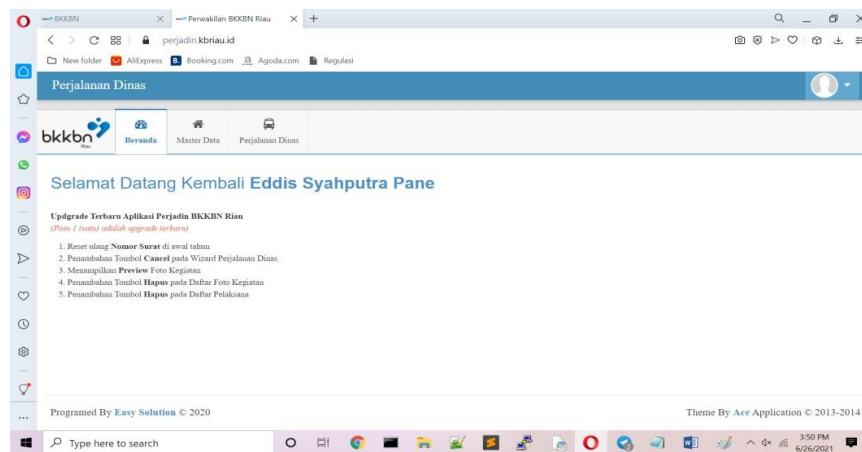 BKKBN
Perwakilan BKKBN Riau
perjadin.kbriau.id
New folder AliExpress Booking.com Agoda.com Regulasi
Perjalanan Dinas
bkkbn
Riau
Beranda Master Data Perjalanan Dinas
Selamat Datang Kembali Eddis Syahputra Pane
Updgrade Terbaru Aplikasi Perjadin BKKBN Riau
(Poin 1 (satu) adalah upgrade terbaru)
1. Reset ulang Nomor Surat di awal tahun
2. Penambahan Tombol Cancel pada Wizard Perjalanan Dinas
3. Menampilkan Preview Foto Kegiatan
4. Penambahan Tombol Hapus pada Daftar Foto Kegiatan
5. Penambahan Tombol Hapus pada Daftar Pelaksana
Programed By Easy Solution © 2020
Theme By Ace Application © 2013-2014
Type here to search
3:50 PM
6/26/2021